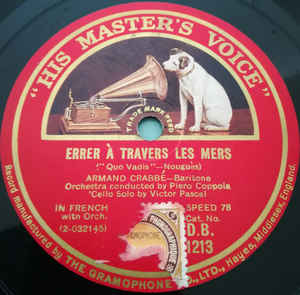 "HIS MASTER'S VOICE"
TRADE MARK REGD
ERRER À TRAVERS LES MERS
("Quo Vadis"—Nouguès)
ARMAND CRABBÉ—Baritone
Orchestra conducted by Piero Coppola
'Cello Solo by Victor Pascal
IN FRENCH
with Orch.
(2-032145)
SPEED 78
Cat. No.
D.B.
1213
Record manufactured by THE GRAMOPHONE CO., LTD., Hayes, Middlesex, England.